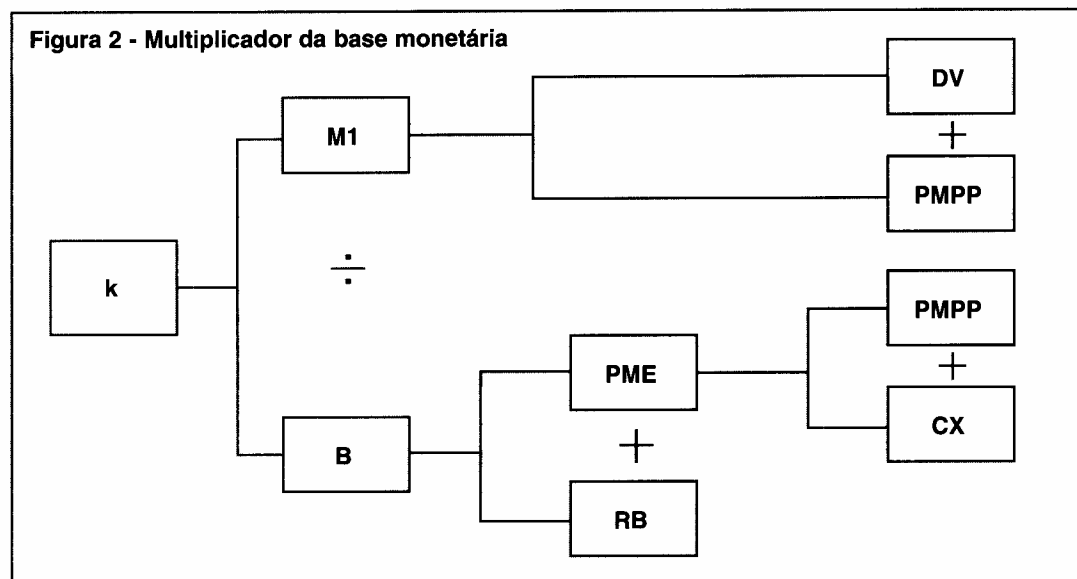 Figura 2 - Multiplicador da base monetária
DV
+
M1
PMPP
÷
k
PMPP
PME
+
CX
B
+
RB